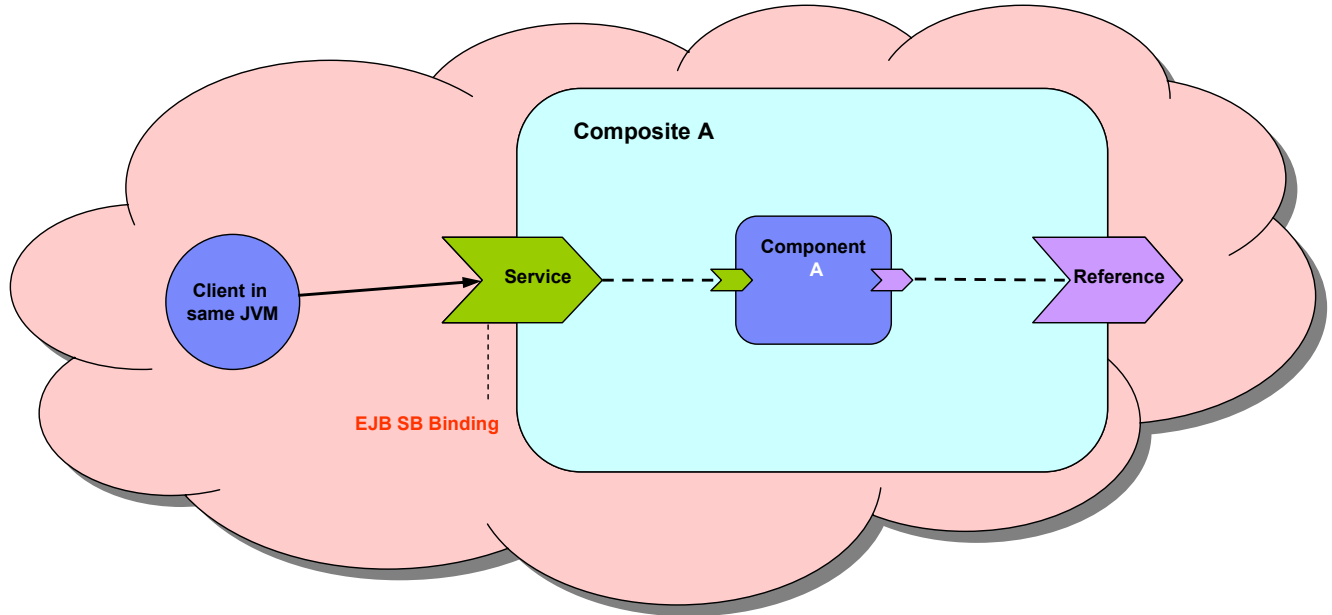 Composite A
Component
A
Client in
same JVM
Service
Reference
EJB SB Binding